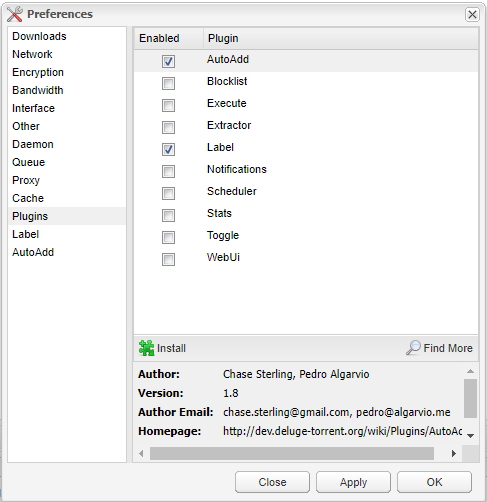 Preferences
Downloads
Network
Encryption
Bandwidth
Interface
Other
Daemon
Queue
Proxy
Cache
Plugins
Label
AutoAdd
Enabled Plugin
AutoAdd
Blocklist
Execute
Extractor
Label
Notifications
Scheduler
Stats
Toggle
WebUi
Install Find More
Author: Chase Sterling, Pedro Algarvio
Version: 1.8
Author Email: chase.sterling@gmail.com, pedro@algarvio.me
Homepage: http://dev.deluge-torrent.org/wiki/Plugins/AutoAd
Close Apply OK